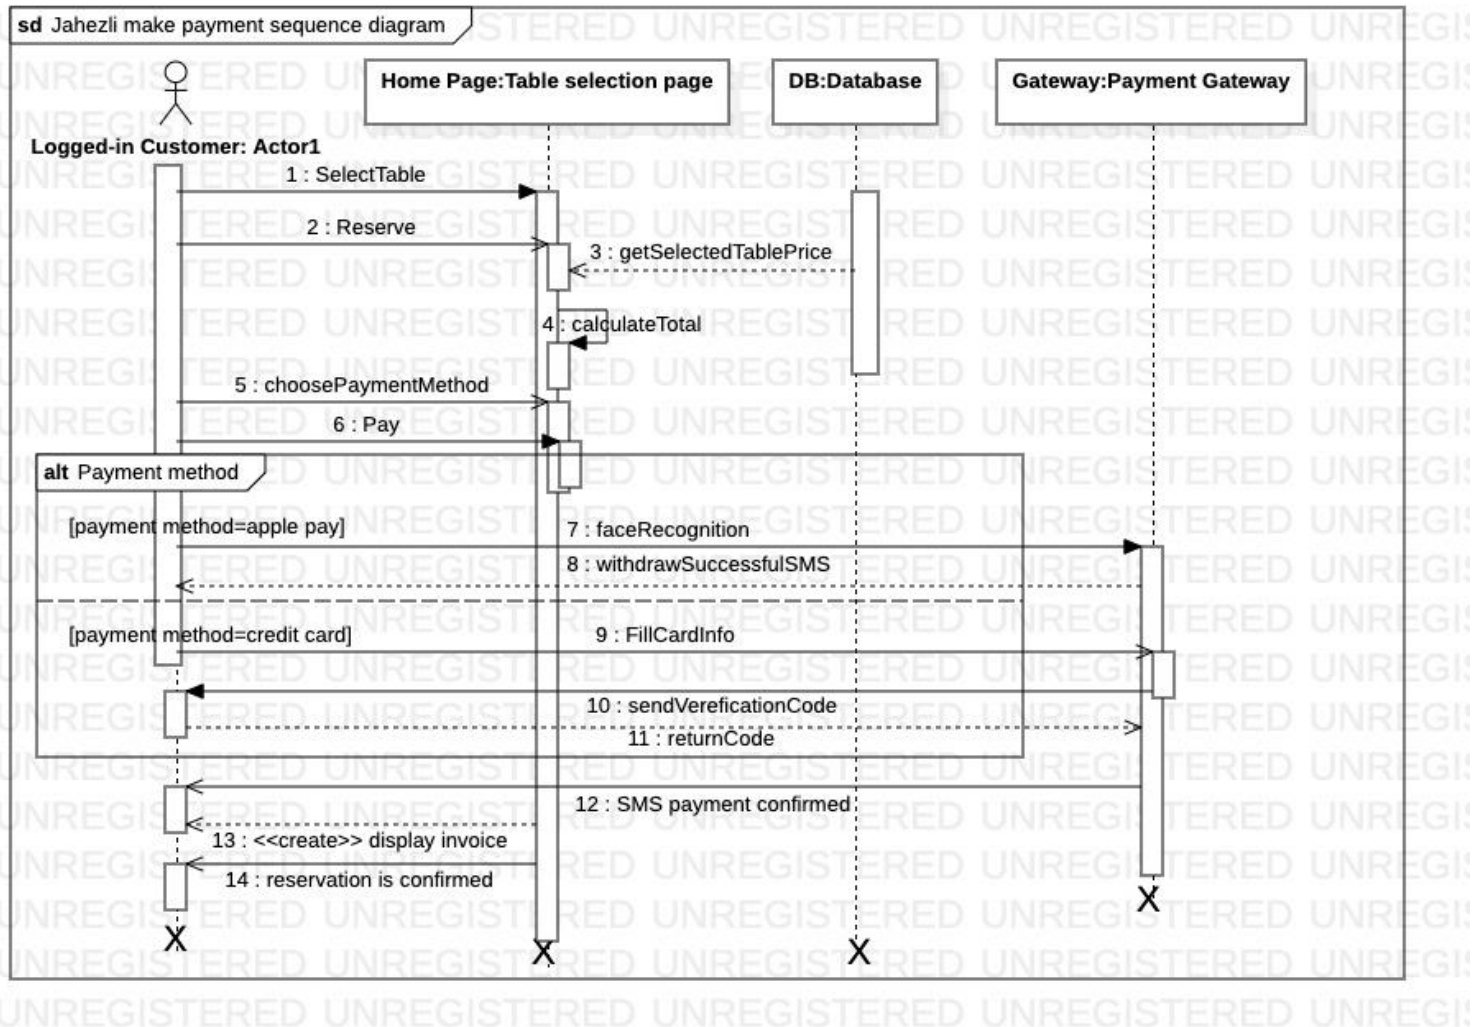 sd Jahezli make payment sequence diagram
Home Page:Table selection page
DB:Database
Gateway:Payment Gateway
Logged-in Customer: Actor1
1 : SelectTable
2 : Reserve
3 : getSelectedTablePrice
4 : calculateTotal
5 : choosePaymentMethod
6 : Pay
alt Payment method
[payment method=apple pay]
7 : faceRecognition
8 : withdrawSuccessfulSMS
[payment method=credit card]
9 : FillCardInfo
10 : sendVereficationCode
11 : returnCode
12 : SMS payment confirmed
13 : <<create>> display invoice
14 : reservation is confirmed
X
X
X
X
UNREGISTERED